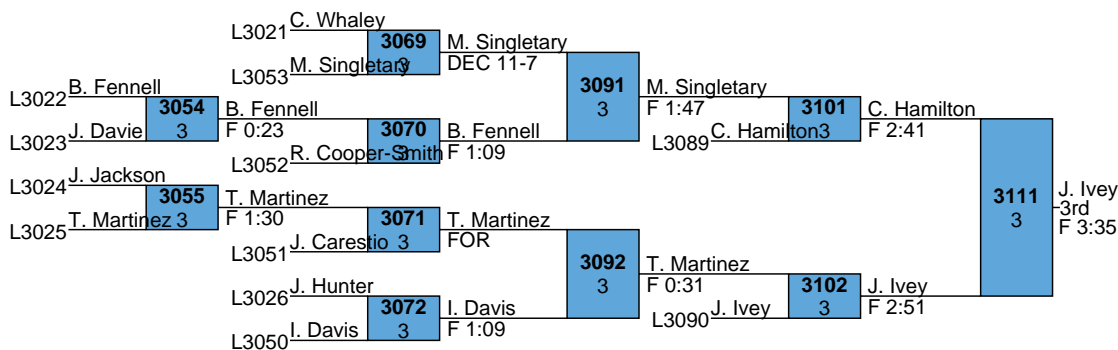 L3021 C. Whaley
3069
3
M. Singletary
DEC 11-7
L3053 M. Singletary
3091
3
M. Singletary
F 1:47
L3022 B. Fennell
3054
3
B. Fennell
F 0:23
L3023 J. Davie
3070
3
B. Fennell
F 1:09
L3052 R. Cooper-Smith
3101
3
C. Hamilton
F 2:41
L3089 C. Hamilton
L3024 J. Jackson
3055
3
T. Martinez
F 1:30
L3025 T. Martinez
3071
3
T. Martinez
FOR
L3051 J. Carestio
3111
3
J. Ivey
3rd
F 3:35
3092
3
T. Martinez
F 0:31
L3026 J. Hunter
3072
3
I. Davis
F 1:09
L3050 I. Davis
3102
3
J. Ivey
F 2:51
L3090 J. Ivey